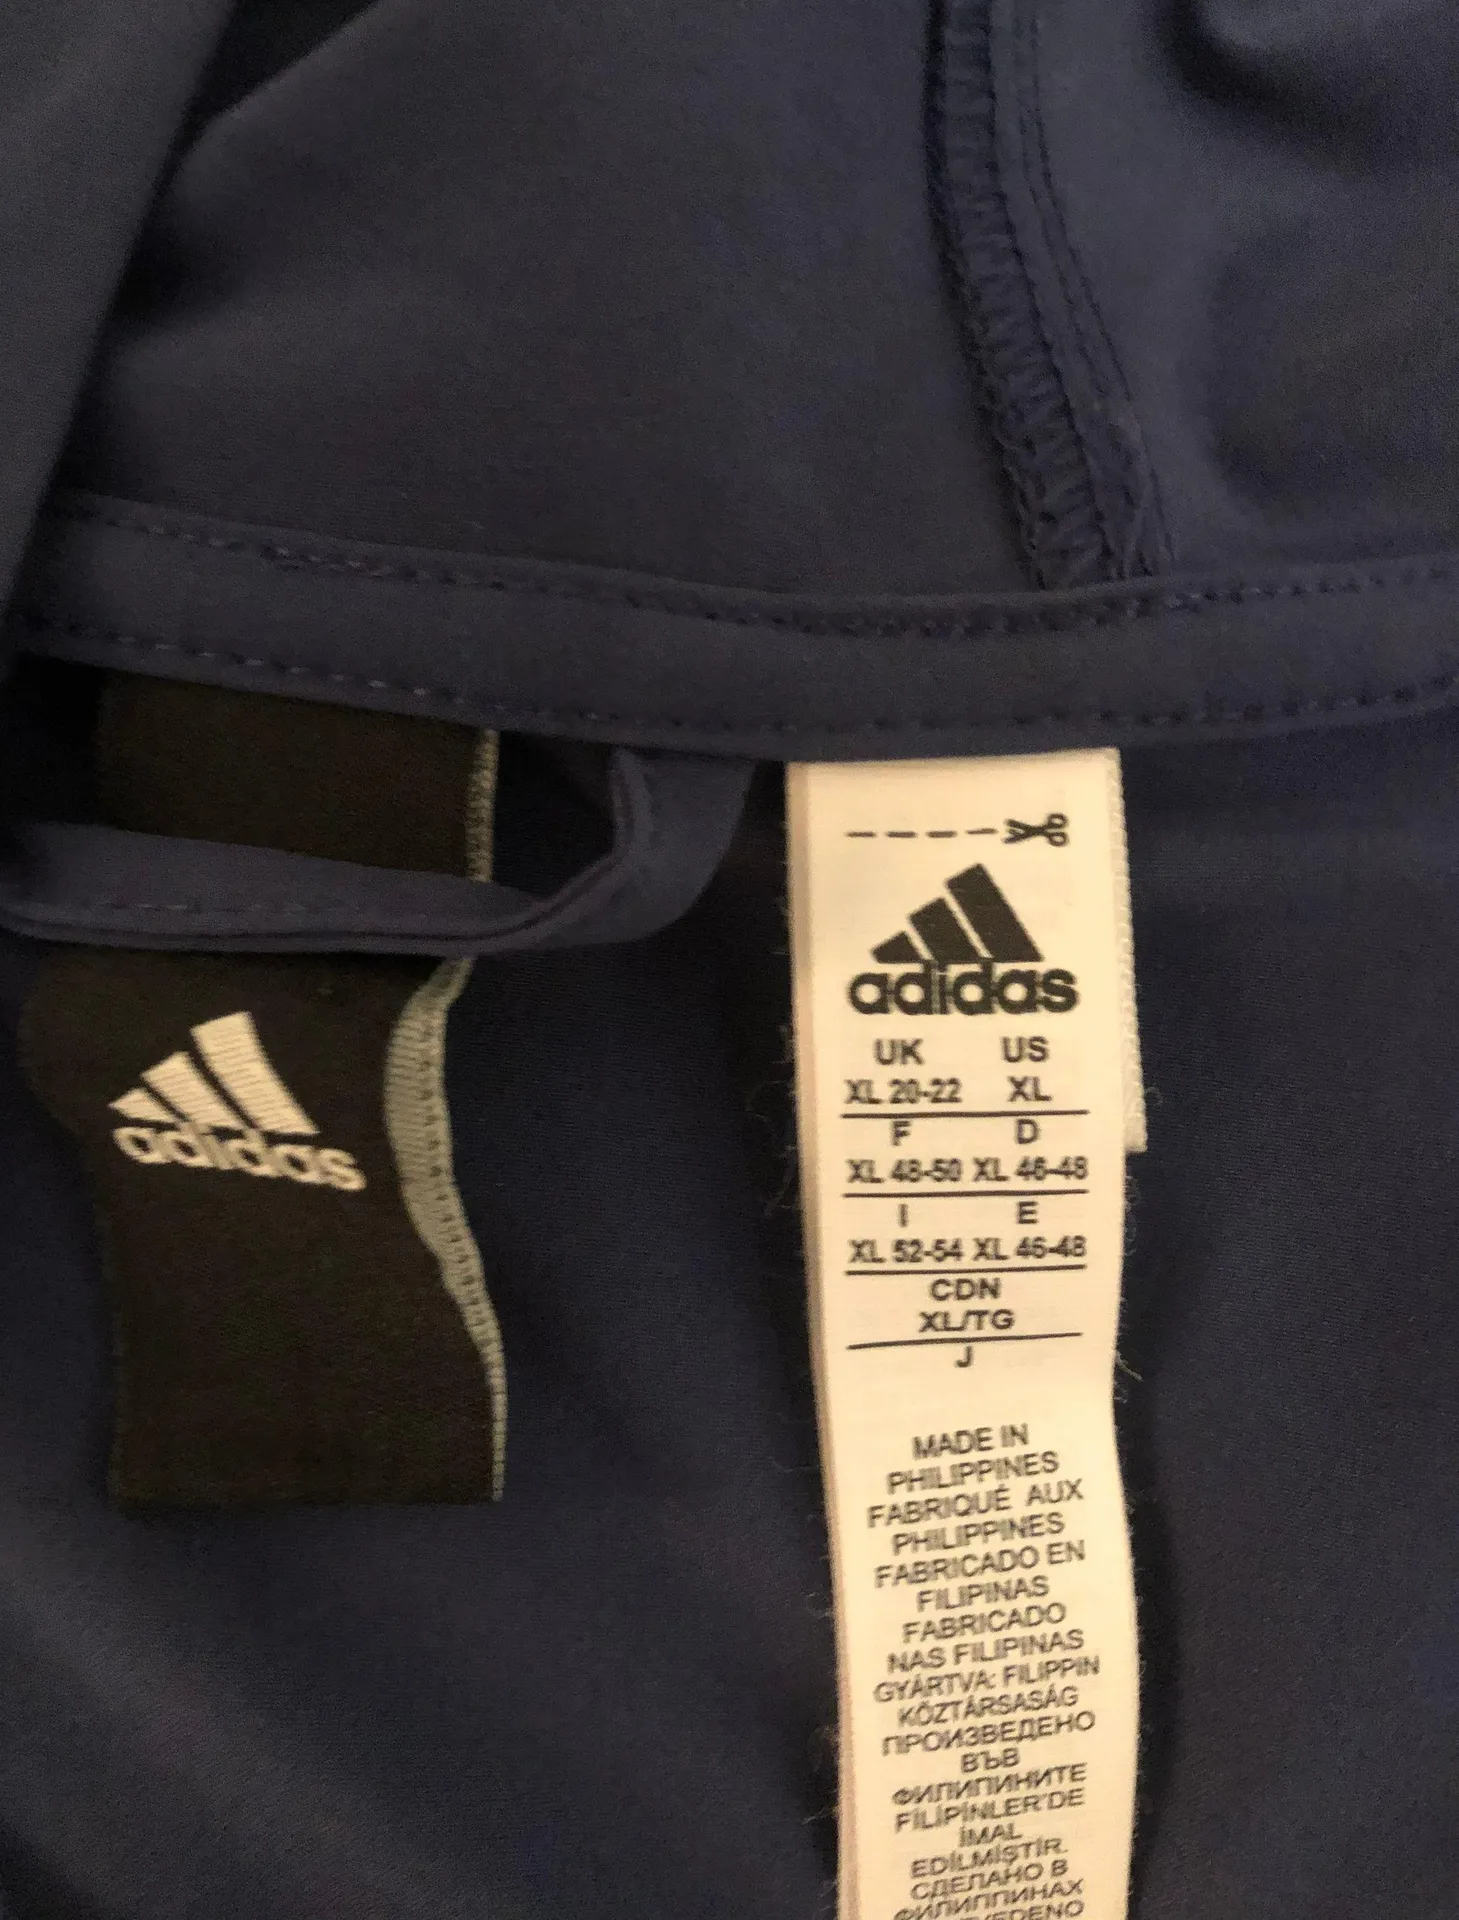 adidas
adidas
UK US
XL 20-22 XL
F D
XL 48-50 XL 46-48
I E
XL 52-54 XL 46-48
CDN
XL/TG
J
MADE IN
PHILIPPINES
FABRIQUÉ AUX
PHILIPPINES
FABRICADO EN
FILIPINAS
FABRICADO
NAS FILIPINAS
GYÁRTVA: FILIPPIN
KÖZTÁRSASÁG
ПРОИЗВЕДЕНО
ВЪВ
ФИЛИПИНИТЕ
FİLİPİNLER'DE
İMAL
EDİLMİŞTİR.
СДЕЛАНО В
ФИЛИППИНАХ